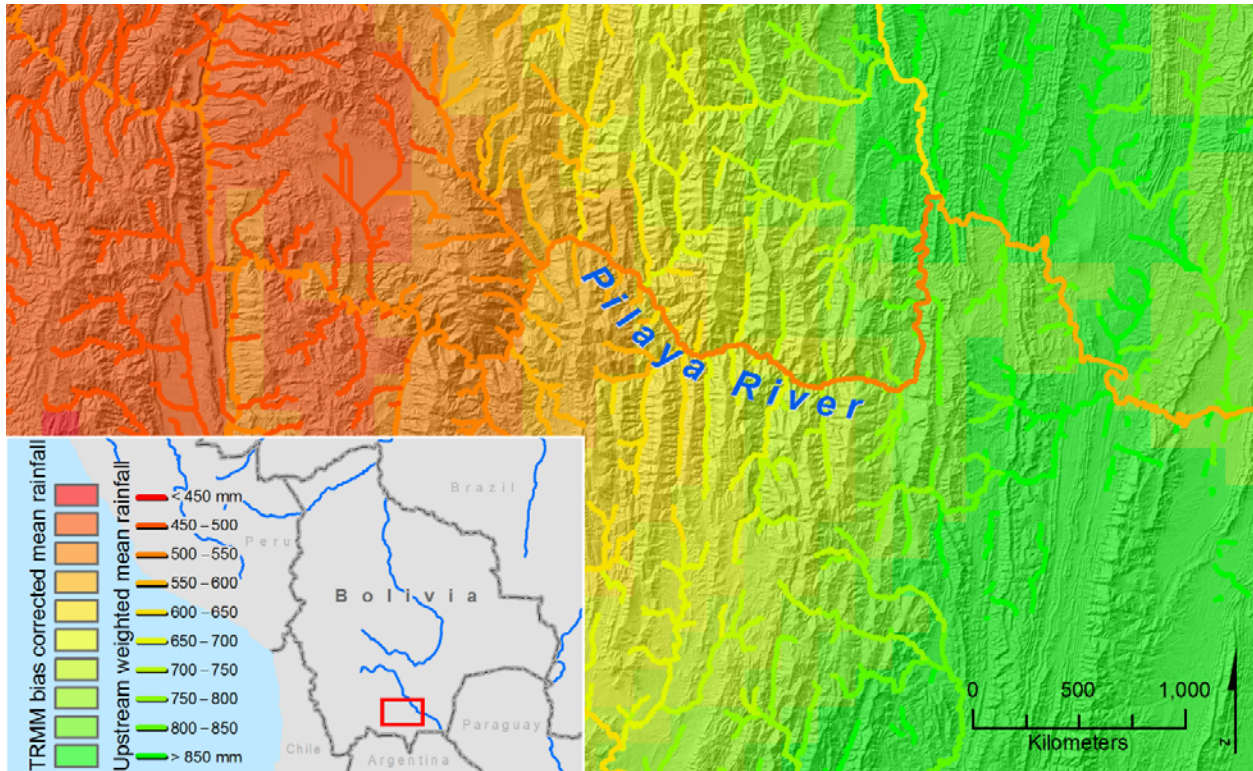 Pilaya River
TRMM bias corrected mean rainfall
Upstream weighted mean rainfall
< 450 mm
450 – 500
500 – 550
550 – 600
600 – 650
650 – 700
700 – 750
750 – 800
800 – 850
> 850 mm
Brazil
Peru
Bolivia
Paraguay
Chile
Argentina
0 500 1,000
Kilometers
N